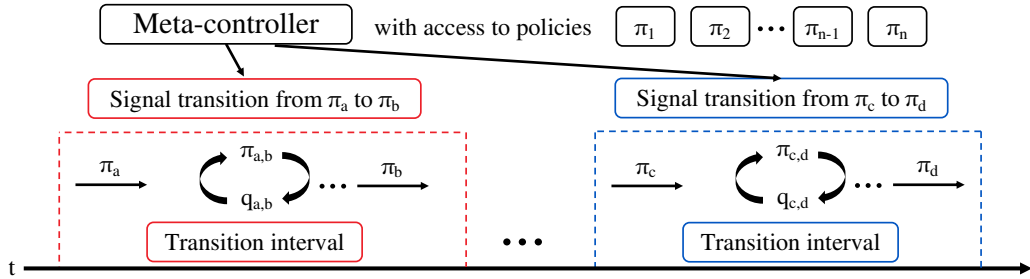 Meta-controller with access to policies π1 π2 ••• πn-1 πn
Signal transition from πa to πb Signal transition from πc to πd
πa πa,b qa,b ••• πb πc πc,d qc,d ••• πd
Transition interval ••• Transition interval
t